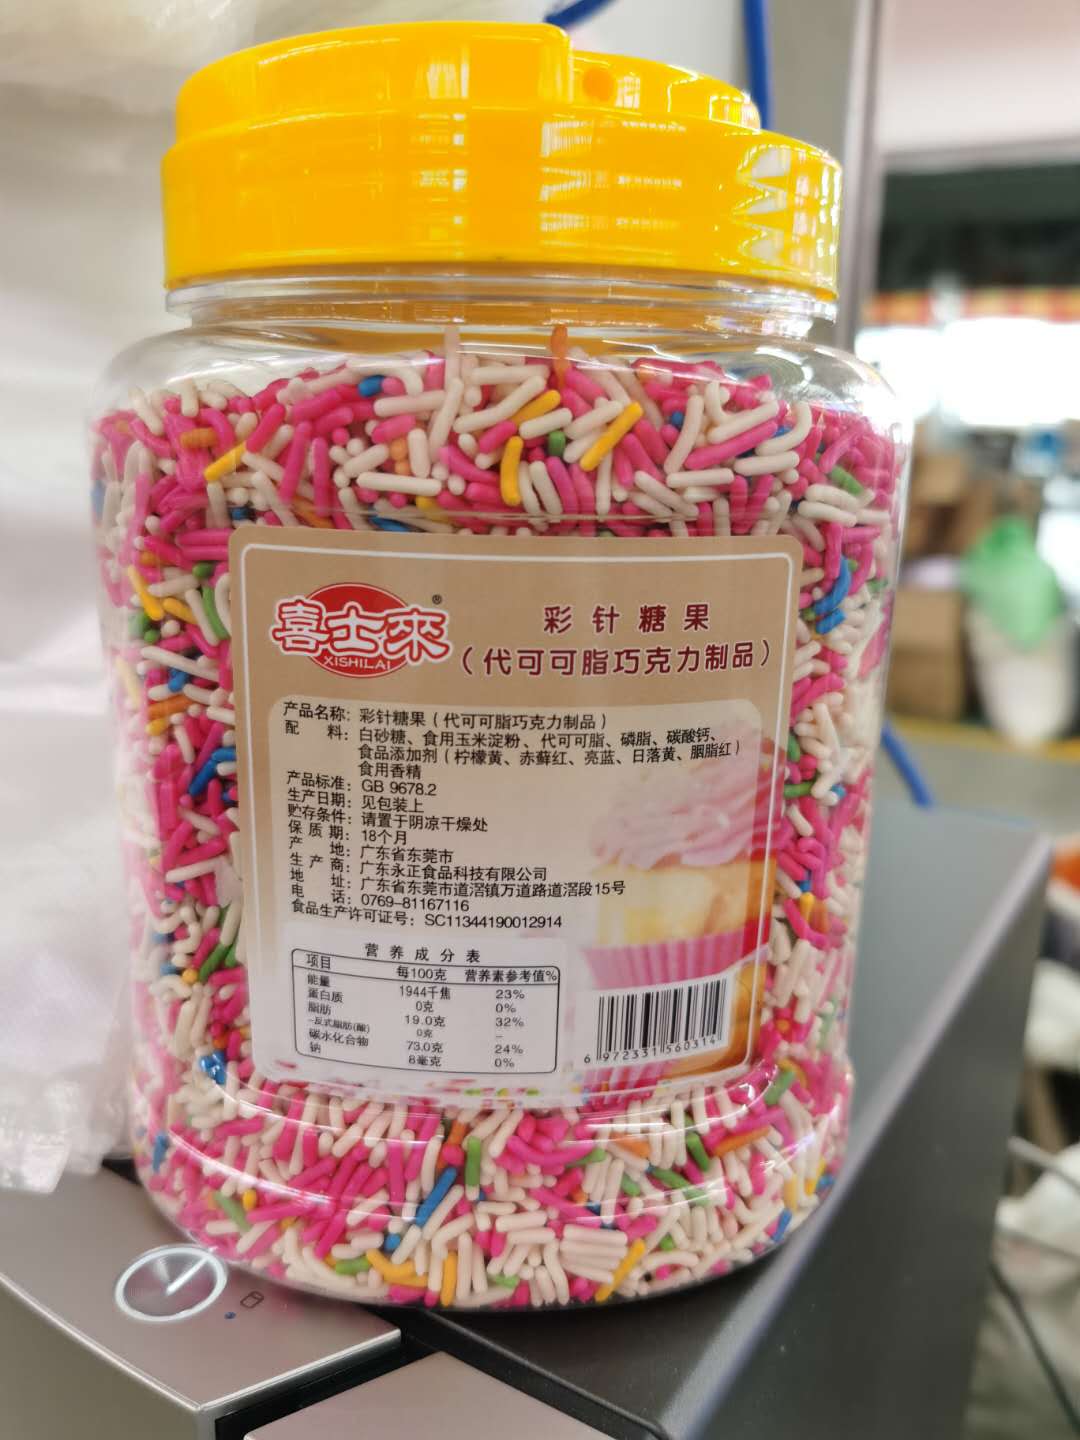 喜士來®
XISHILAI
彩针糖果
（代可可脂巧克力制品）
产品名称：彩针糖果（代可可脂巧克力制品）
配 料：白砂糖、食用玉米淀粉、代可可脂、磷脂、碳酸钙、
食品添加剂（柠檬黄、赤藓红、亮蓝、日落黄、胭脂红）
食用香精
产品标准：GB 9678.2
生产日期：见包装上
贮存条件：请置于阴凉干燥处
保 质 期：18个月
产 地：广东省东莞市
生 产 商：广东永正食品科技有限公司
地 址：广东省东莞市道滘镇万道路道滘段15号
电 话：0769-81167116
食品生产许可证号：SC11344190012914
营养成分表
项目 每100克 营养素参考值%
能量 1944千焦 23%
蛋白质 0克 0%
脂肪 19.0克 32%
-反式脂肪(酸) 0克 -
碳水化合物 73.0克 24%
钠 8毫克 0%
6 972331 560314